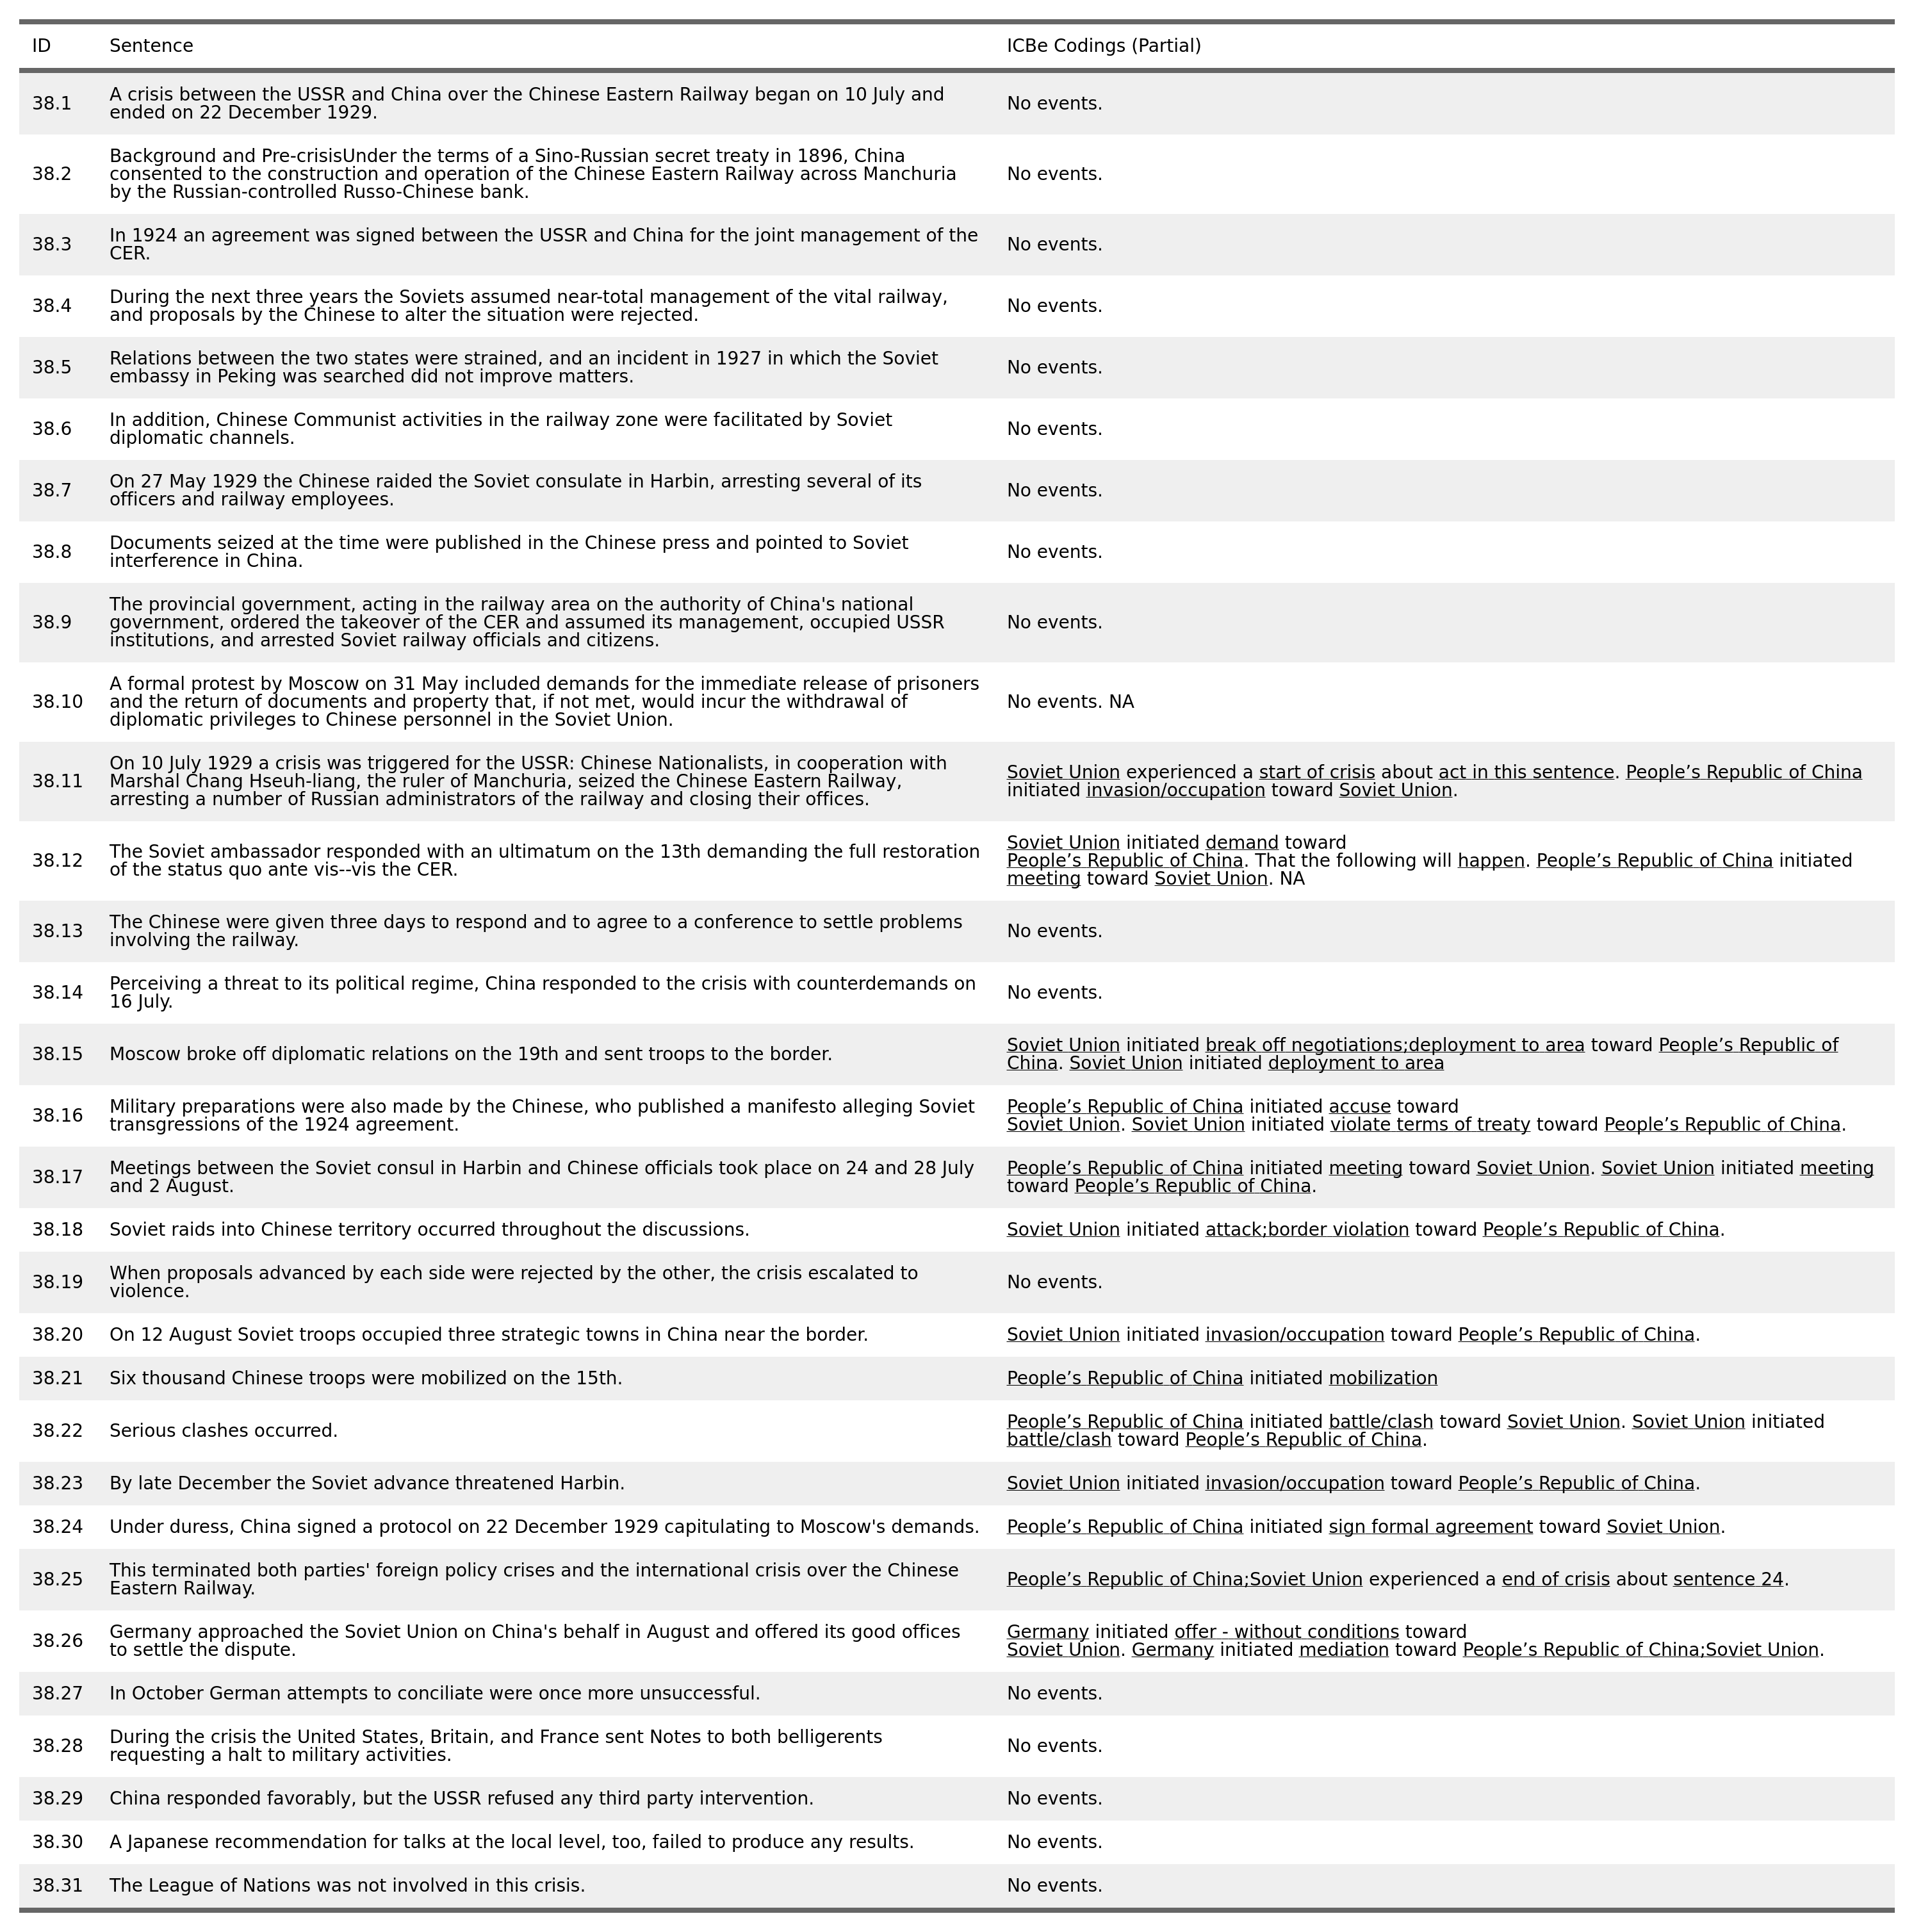 ID Sentence ICBe Codings (Partial)
38.1 A crisis between the USSR and China over the Chinese Eastern Railway began on 10 July and
ended on 22 December 1929.
No events.
38.2 Background and Pre-crisisUnder the terms of a Sino-Russian secret treaty in 1896, China
consented to the construction and operation of the Chinese Eastern Railway across Manchuria
by the Russian-controlled Russo-Chinese bank.
No events.
38.3 In 1924 an agreement was signed between the USSR and China for the joint management of the
CER.
No events.
38.4 During the next three years the Soviets assumed near-total management of the vital railway,
and proposals by the Chinese to alter the situation were rejected.
No events.
38.5 Relations between the two states were strained, and an incident in 1927 in which the Soviet
embassy in Peking was searched did not improve matters.
No events.
38.6 In addition, Chinese Communist activities in the railway zone were facilitated by Soviet
diplomatic channels.
No events.
38.7 On 27 May 1929 the Chinese raided the Soviet consulate in Harbin, arresting several of its
officers and railway employees.
No events.
38.8 Documents seized at the time were published in the Chinese press and pointed to Soviet
interference in China.
No events.
38.9 The provincial government, acting in the railway area on the authority of China's national
government, ordered the takeover of the CER and assumed its management, occupied USSR
institutions, and arrested Soviet railway officials and citizens.
No events.
38.10 A formal protest by Moscow on 31 May included demands for the immediate release of prisoners
and the return of documents and property that, if not met, would incur the withdrawal of
diplomatic privileges to Chinese personnel in the Soviet Union.
No events. NA
38.11 On 10 July 1929 a crisis was triggered for the USSR: Chinese Nationalists, in cooperation with
Marshal Chang Hseuh-liang, the ruler of Manchuria, seized the Chinese Eastern Railway,
arresting a number of Russian administrators of the railway and closing their offices.
Soviet Union experienced a start of crisis about act in this sentence. People’s Republic of China
initiated invasion/occupation toward Soviet Union.
38.12 The Soviet ambassador responded with an ultimatum on the 13th demanding the full restoration
of the status quo ante vis--vis the CER.
Soviet Union initiated demand toward
People’s Republic of China. That the following will happen. People’s Republic of China initiated
meeting toward Soviet Union. NA
38.13 The Chinese were given three days to respond and to agree to a conference to settle problems
involving the railway.
No events.
38.14 Perceiving a threat to its political regime, China responded to the crisis with counterdemands on
16 July.
No events.
38.15 Moscow broke off diplomatic relations on the 19th and sent troops to the border.
Soviet Union initiated break off negotiations;deployment to area toward People’s Republic of
China. Soviet Union initiated deployment to area
38.16 Military preparations were also made by the Chinese, who published a manifesto alleging Soviet
transgressions of the 1924 agreement.
People’s Republic of China initiated accuse toward
Soviet Union. Soviet Union initiated violate terms of treaty toward People’s Republic of China.
38.17 Meetings between the Soviet consul in Harbin and Chinese officials took place on 24 and 28 July
and 2 August.
People’s Republic of China initiated meeting toward Soviet Union. Soviet Union initiated meeting
toward People’s Republic of China.
38.18 Soviet raids into Chinese territory occurred throughout the discussions.
Soviet Union initiated attack;border violation toward People’s Republic of China.
38.19 When proposals advanced by each side were rejected by the other, the crisis escalated to
violence.
No events.
38.20 On 12 August Soviet troops occupied three strategic towns in China near the border.
Soviet Union initiated invasion/occupation toward People’s Republic of China.
38.21 Six thousand Chinese troops were mobilized on the 15th.
People’s Republic of China initiated mobilization
38.22 Serious clashes occurred.
People’s Republic of China initiated battle/clash toward Soviet Union. Soviet Union initiated
battle/clash toward People’s Republic of China.
38.23 By late December the Soviet advance threatened Harbin.
Soviet Union initiated invasion/occupation toward People’s Republic of China.
38.24 Under duress, China signed a protocol on 22 December 1929 capitulating to Moscow's demands.
People’s Republic of China initiated sign formal agreement toward Soviet Union.
38.25 This terminated both parties' foreign policy crises and the international crisis over the Chinese
Eastern Railway.
People’s Republic of China;Soviet Union experienced a end of crisis about sentence 24.
38.26 Germany approached the Soviet Union on China's behalf in August and offered its good offices
to settle the dispute.
Germany initiated offer - without conditions toward
Soviet Union. Germany initiated mediation toward People’s Republic of China;Soviet Union.
38.27 In October German attempts to conciliate were once more unsuccessful.
No events.
38.28 During the crisis the United States, Britain, and France sent Notes to both belligerents
requesting a halt to military activities.
No events.
38.29 China responded favorably, but the USSR refused any third party intervention.
No events.
38.30 A Japanese recommendation for talks at the local level, too, failed to produce any results.
No events.
38.31 The League of Nations was not involved in this crisis.
No events.